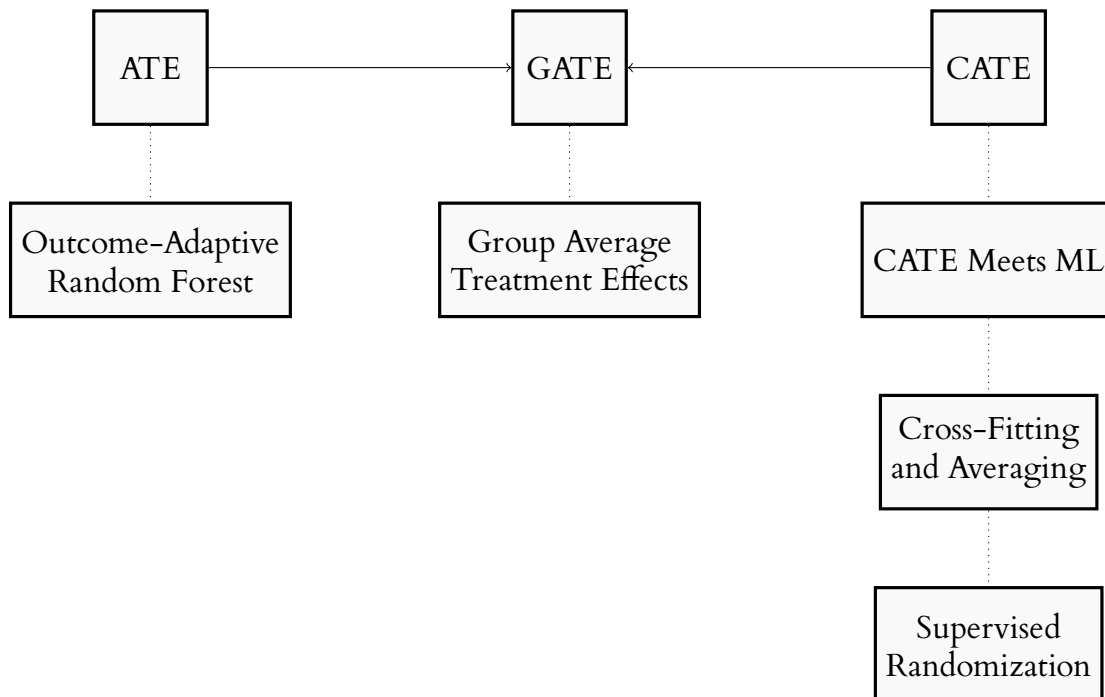 ATE
GATE
CATE
Outcome-Adaptive
Random Forest
Group Average
Treatment Effects
CATE Meets ML
Cross-Fitting
and Averaging
Supervised
Randomization